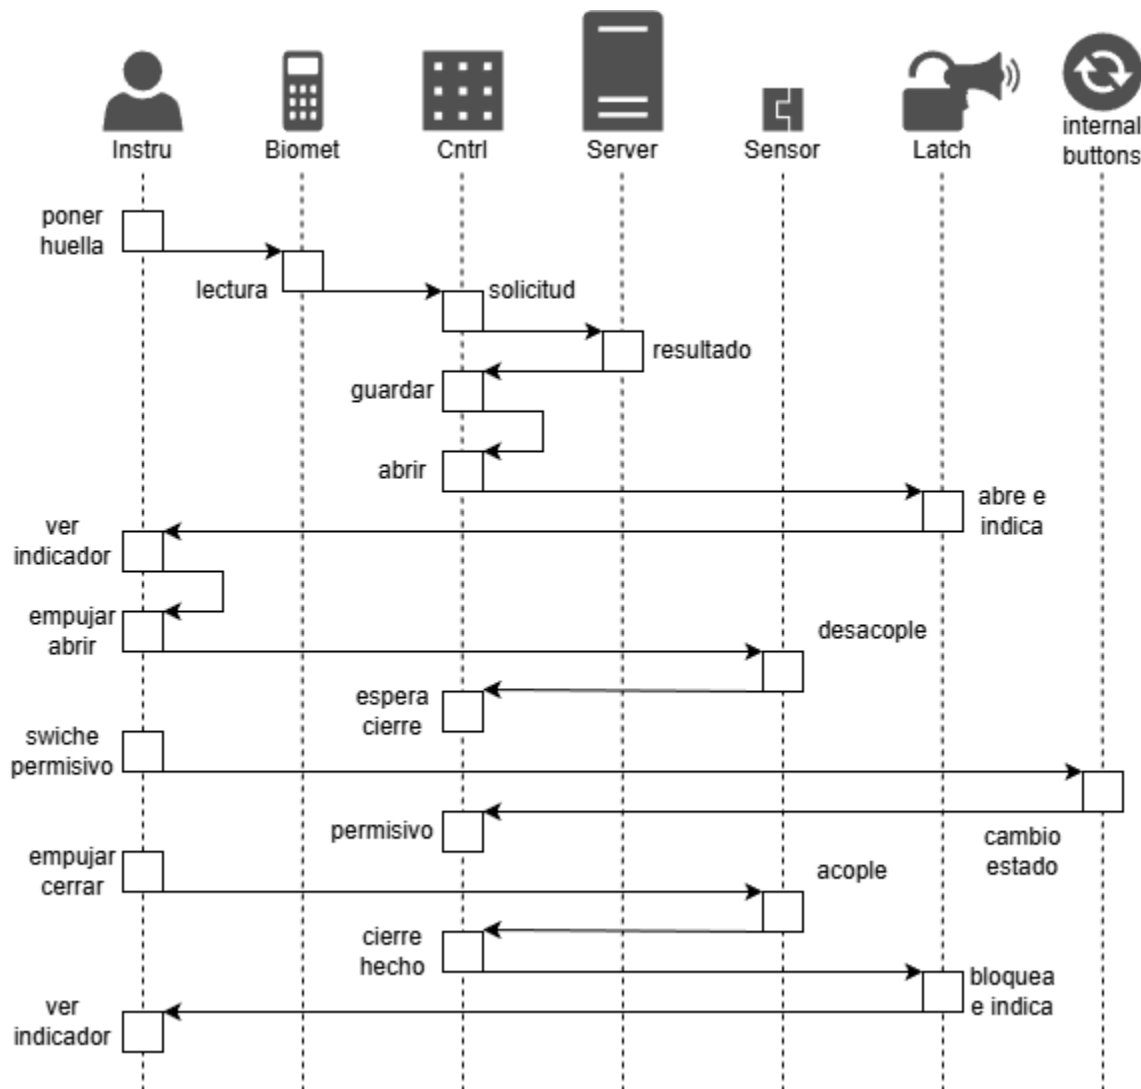 Instru
Biomet
Cntrl
Server
Sensor
Latch
internal
buttons
poner
huella
lectura
solicitud
resultado
guardar
abrir
abre e
indica
ver
indicador
empujar
abrir
desacople
espera
cierre
swiche
permisivo
permisivo
cambio
estado
empujar
cerrar
acople
cierre
hecho
bloquea
e indica
ver
indicador